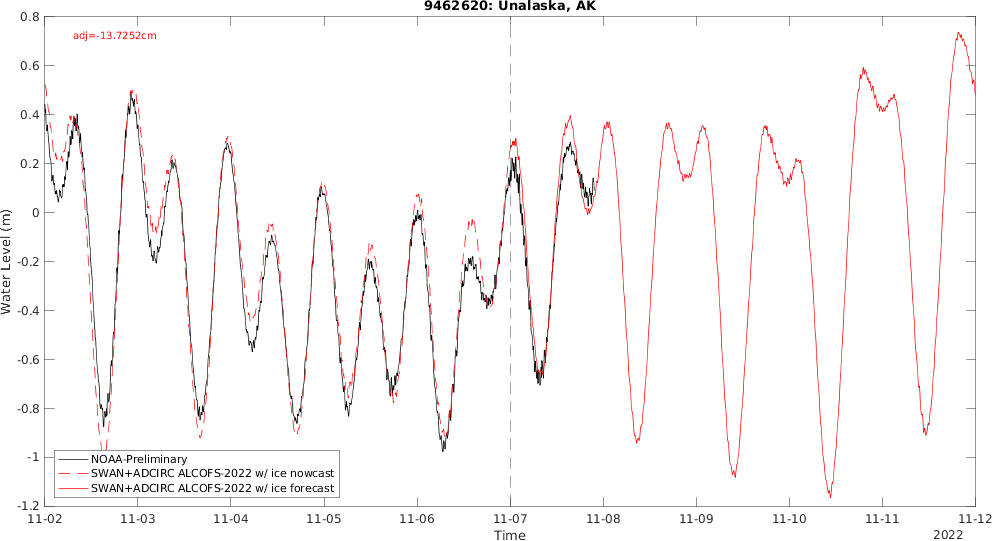 9462620: Unalaska, AK
adj=-13.7252cm
Water Level (m)
0.8
0.6
0.4
0.2
0
-0.2
-0.4
-0.6
-0.8
-1
-1.2
NOAA-Preliminary
SWAN+ADCIRC ALCOFS-2022 w/ ice nowcast
SWAN+ADCIRC ALCOFS-2022 w/ ice forecast
11-02 11-03 11-04 11-05 11-06 11-07 11-08 11-09 11-10 11-11 11-12
Time
2022